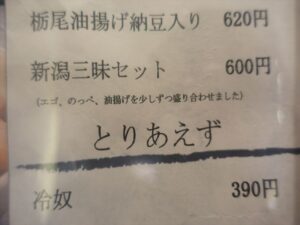 栃尾油揚げ納豆入り 620円
新潟三昧セット 600円
(エゴ、のっぺ、油揚げを少しずつ盛り合わせました)
とりあえず
冷奴 390円